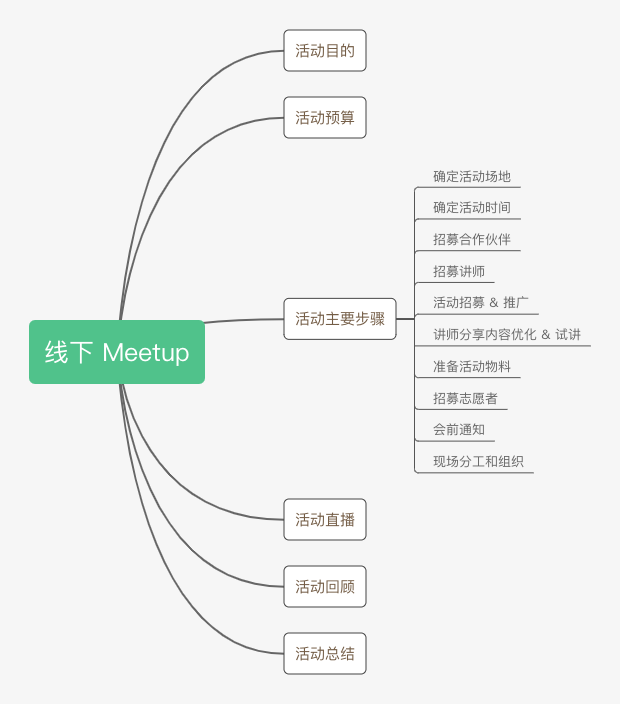 线下 Meetup
活动目的
活动预算
活动主要步骤
确定活动场地
确定活动时间
招募合作伙伴
招募讲师
活动招募 & 推广
讲师分享内容优化 & 试讲
准备活动物料
招募志愿者
会前通知
现场分工和组织
活动直播
活动回顾
活动总结